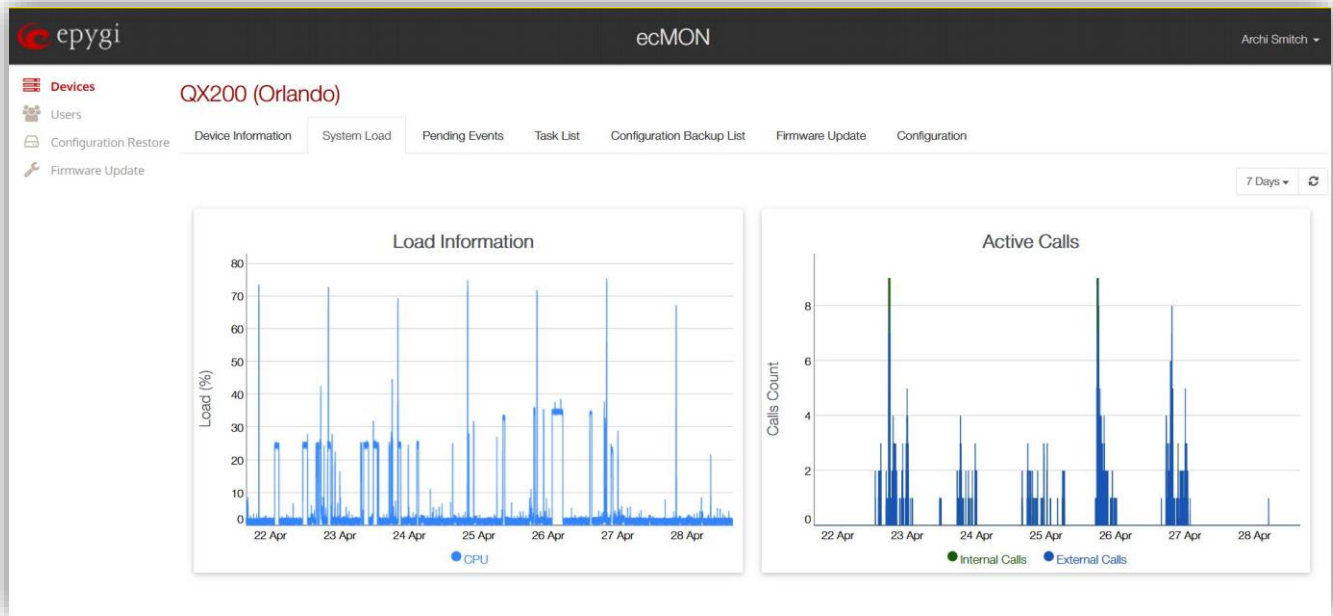 epygi
ecMON
Archi Smitch
Devices
Users
Configuration Restore
Firmware Update
QX200 (Orlando)
Device Information System Load Pending Events Task List Configuration Backup List Firmware Update Configuration
7 Days
Load Information
Load (%)
80
70
60
50
40
30
20
10
0
22 Apr 23 Apr 24 Apr 25 Apr 26 Apr 27 Apr 28 Apr
CPU
Active Calls
Calls Count
8
6
4
2
0
22 Apr 23 Apr 24 Apr 25 Apr 26 Apr 27 Apr 28 Apr
Internal Calls External Calls